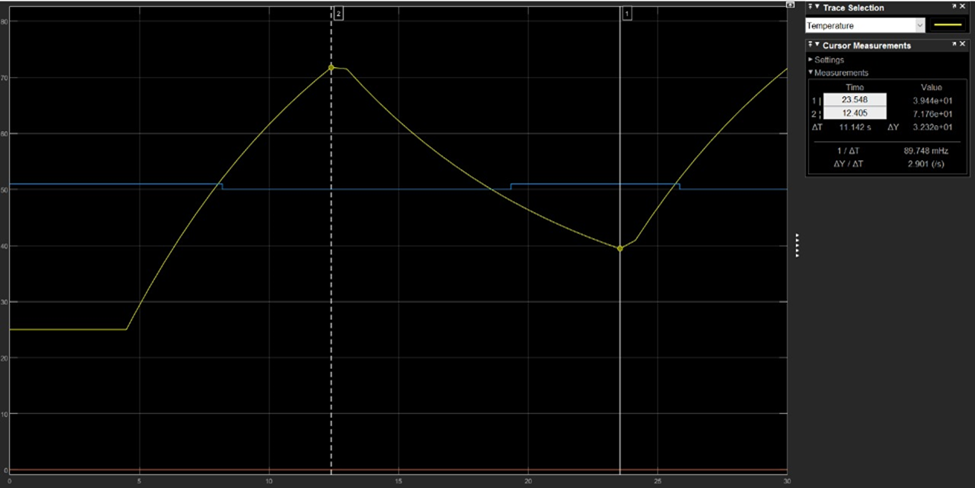 Trace Selection
Temperature
Cursor Measurements
Settings
Measurements
Time Value
1 23.546 3.944e+01
2 12.405 7.176e+01
ΔT 11.142 s ΔY 3.232e+01
1 / ΔT 89.748 mHz
ΔY / ΔT 2.901 (/s)
2 1
80
70
60
50
40
30
20
10
0
0 5 10 15 20 25 30